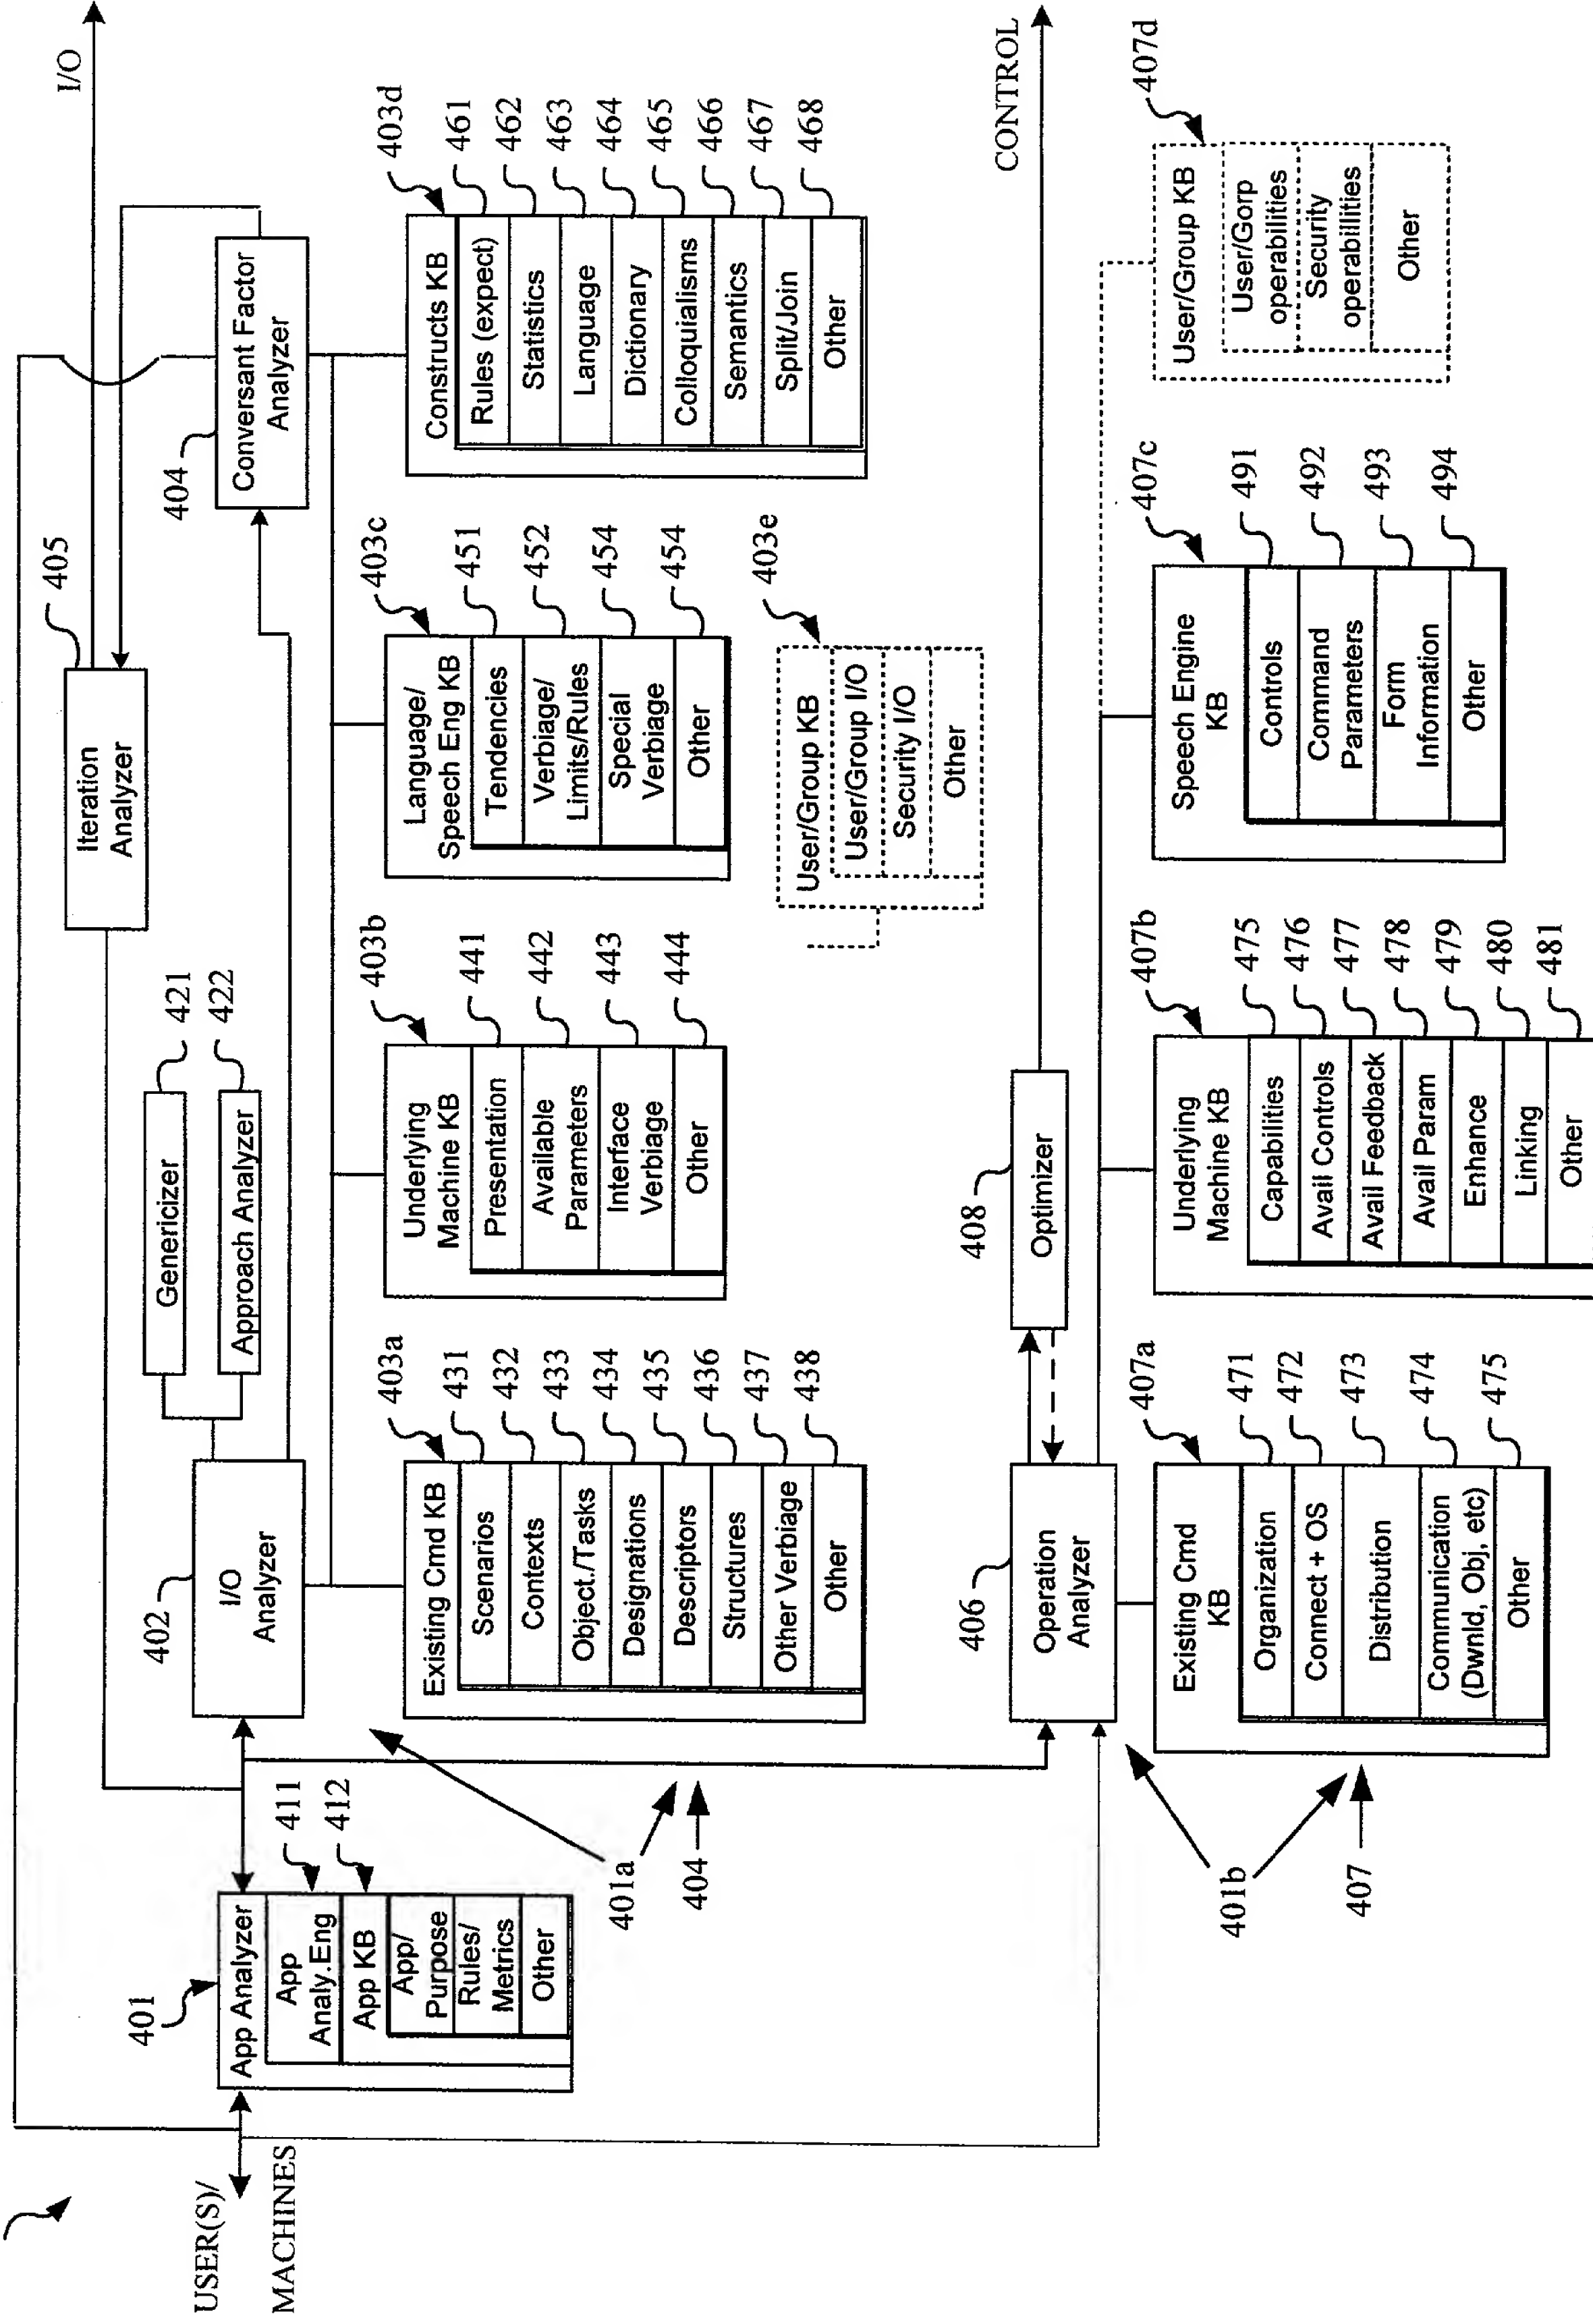 I/O
405
Iteration
Analyzer
404
Conversant Factor
Analyzer
421
Genericizer
422
Approach Analyzer
402
I/O
Analyzer
401
App Analyzer
App
Analy.Eng
411
App KB
412
App/
Purpose
Rules/
Metrics
Other
USER(S)/
MACHINES
403a
Existing Cmd KB
Scenarios
431
Contexts
432
Object./Tasks
433
Designations
434
Descriptors
435
Structures
436
Other Verbiage
437
Other
438
403b
Underlying
Machine KB
Presentation
441
Available
Parameters
442
Interface
Verbiage
443
Other
444
403c
Language/
Speech Eng KB
Tendencies
451
Verbiage/
Limits/Rules
452
Special
Verbiage
454
Other
454
403d
Constructs KB
Rules (expect)
461
Statistics
462
Language
463
Dictionary
464
Colloquialisms
465
Semantics
466
Split/Join
467
Other
468
403e
User/Group KB
User/Group I/O
Security I/O
Other
401a
404
CONTROL
408
Optimizer
406
Operation
Analyzer
401b
407
407a
Existing Cmd
KB
Organization
471
Connect + OS
472
Distribution
473
Communication
(Dwnld, Obj, etc)
474
Other
475
407b
Underlying
Machine KB
Capabilities
475
Avail Controls
476
Avail Feedback
477
Avail Param
478
Enhance
479
Linking
480
Other
481
407c
Speech Engine
KB
Controls
491
Command
Parameters
492
Form
Information
493
Other
494
407d
User/Group KB
User/Gorp
operabilities
Security
operabillities
Other